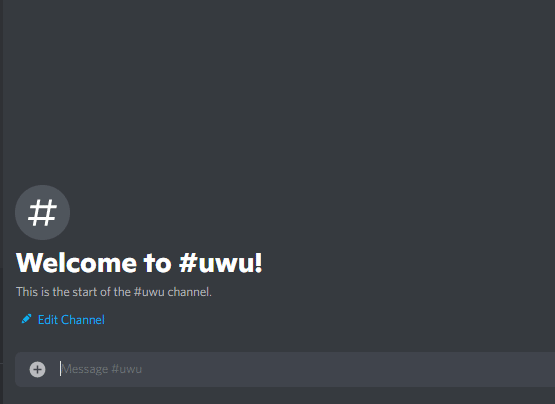 #
Welcome to #uwu!
This is the start of the #uwu channel.
Edit Channel
Message #uwu